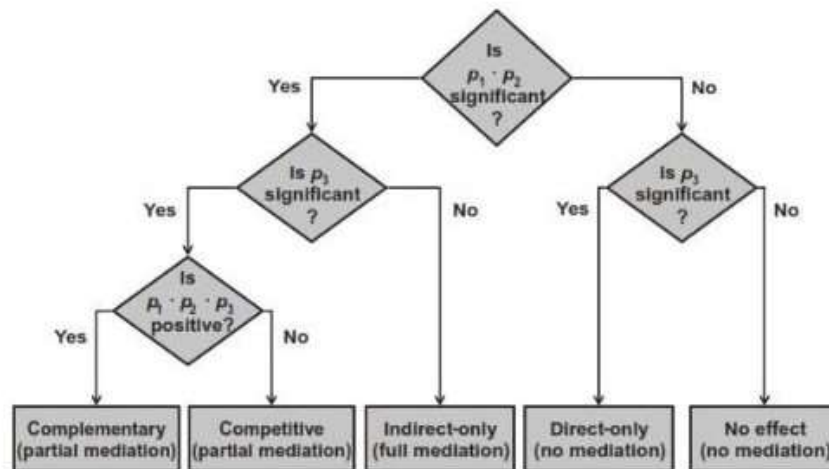 Is
p₁ · p₂
significant
?
Yes
No
Is p₃
significant
?
Is p₃
significant
?
Yes
No
Yes
No
Is
p₁ · p₂ · p₃
positive?
Yes
No
Complementary
(partial mediation)
Competitive
(partial mediation)
Indirect-only
(full mediation)
Direct-only
(no mediation)
No effect
(no mediation)